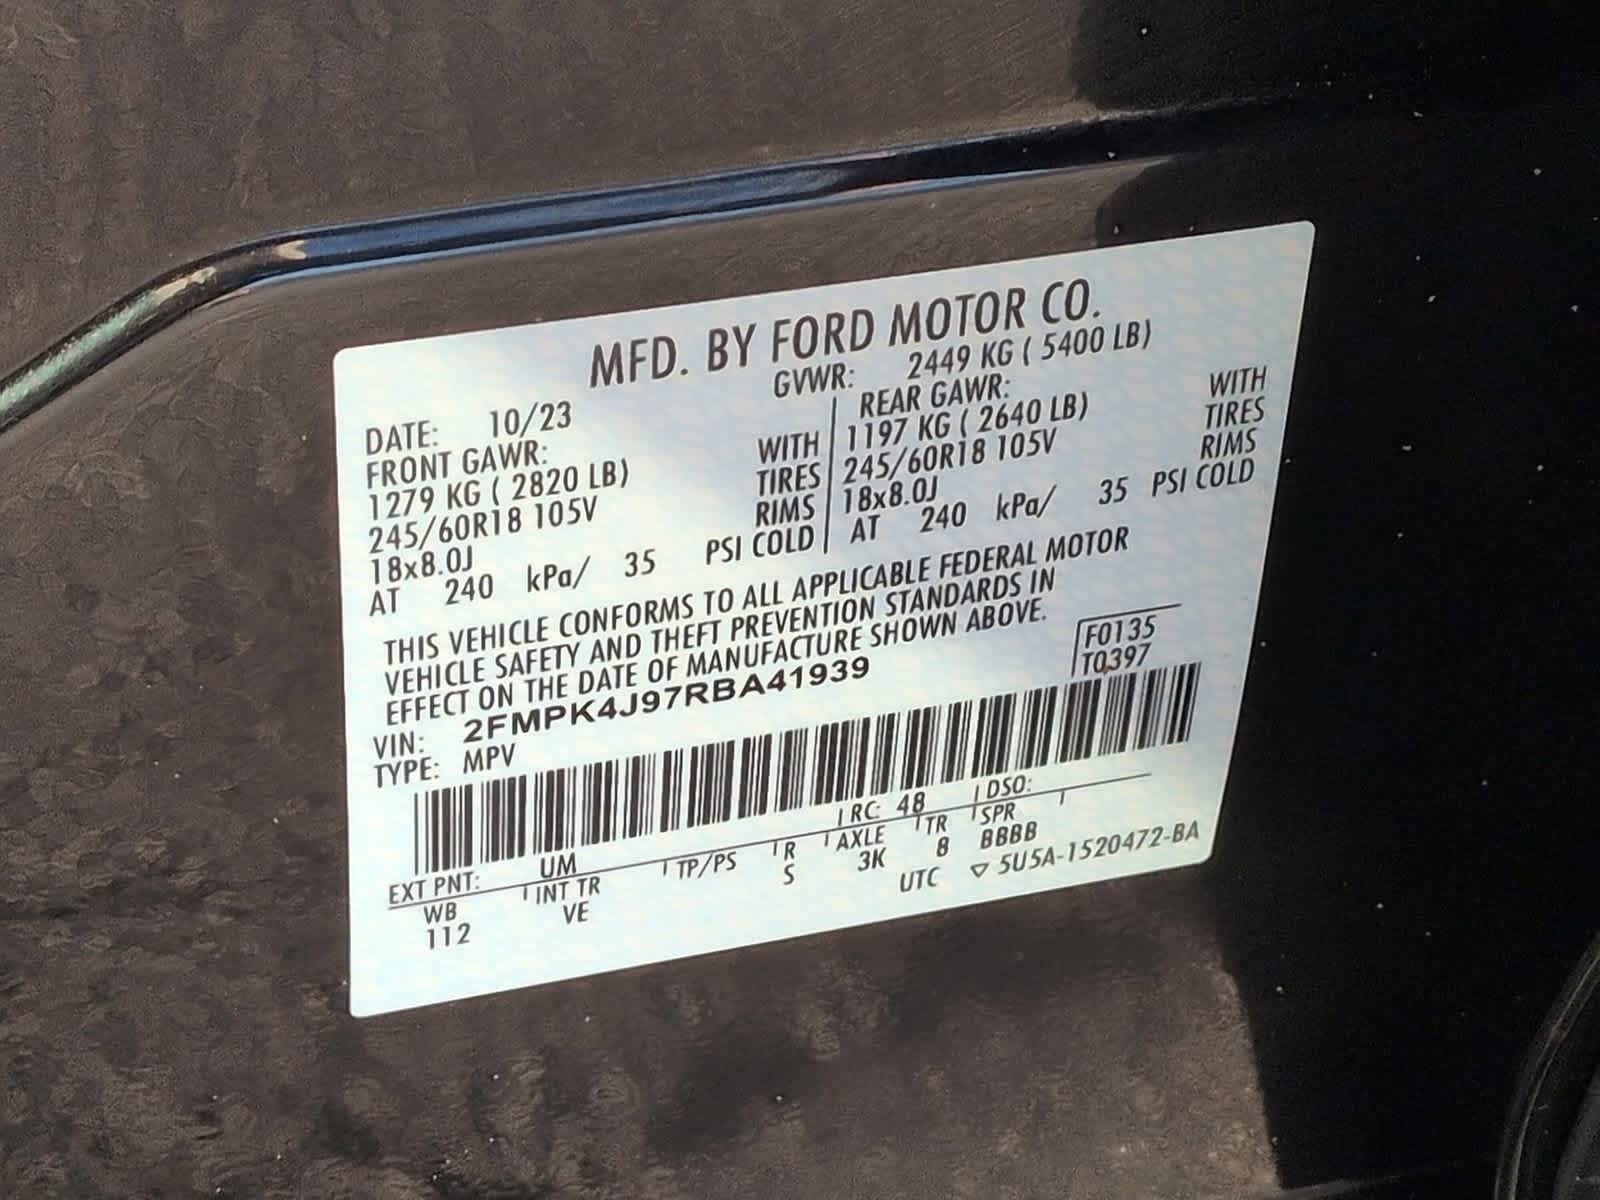 MFD. BY FORD MOTOR CO.
DATE: 10/23 GVWR: 2449 KG ( 5400 LB)
FRONT GAWR: REAR GAWR:
1279 KG ( 2820 LB) WITH 1197 KG ( 2640 LB) WITH
245/60R18 105V TIRES 245/60R18 105V TIRES
18x8.0J RIMS 18x8.0J RIMS
AT 240 kPa/ 35 PSI COLD AT 240 kPa/ 35 PSI COLD
THIS VEHICLE CONFORMS TO ALL APPLICABLE FEDERAL MOTOR
VEHICLE SAFETY AND THEFT PREVENTION STANDARDS IN
EFFECT ON THE DATE OF MANUFACTURE SHOWN ABOVE.
F0135
T0397
VIN: 2FMPK4J97RBA41939
TYPE: MPV
EXT PNT: UM RC: 48 DSO:
WB INT TR TP/PS R AXLE TR SPR
112 VE S 3K 8 BBBB
UTC ▽ 5U5A-1520472-BA